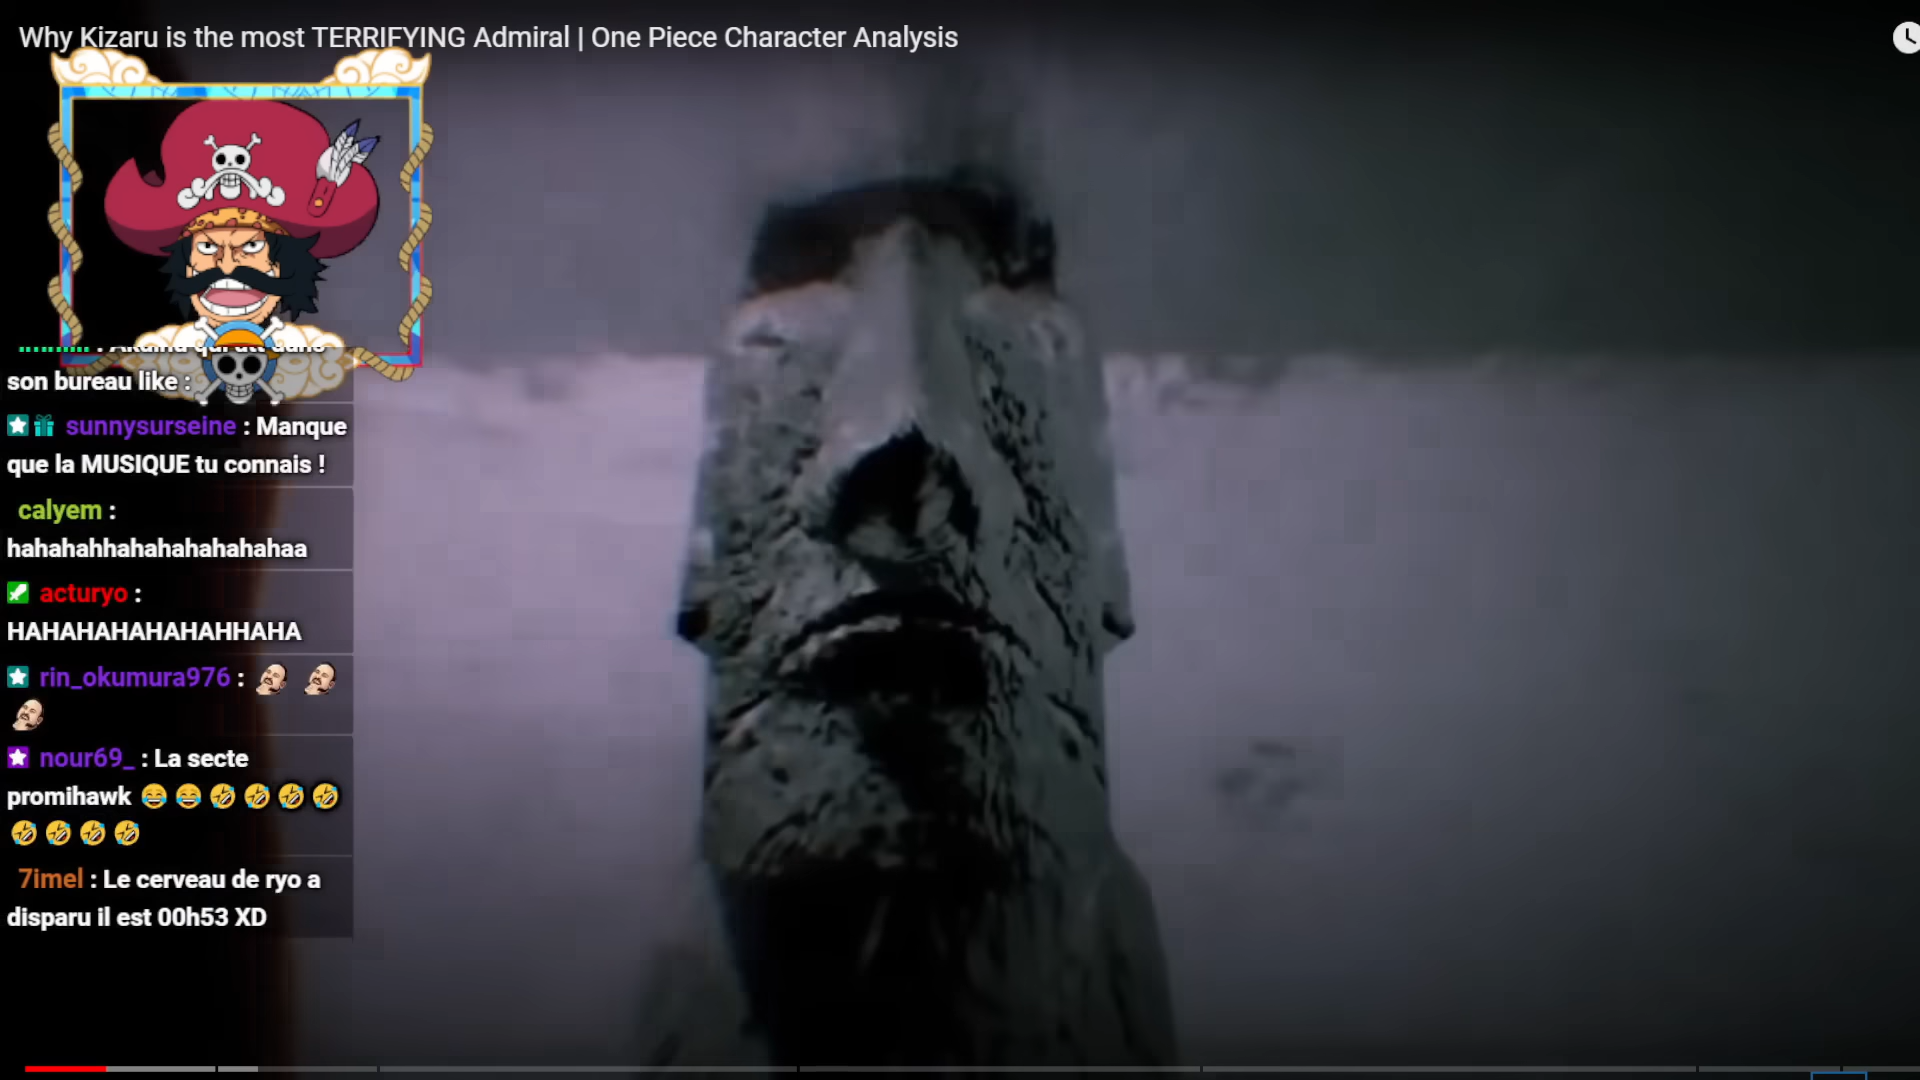 Why Kizaru is the most TERRIFYING Admiral | One Piece Character Analysis
son bureau like :
sunnysurseine : Manque
que la MUSIQUE tu connais !
calyem :
hahahahhahahahahahahaa
acturyo :
HAHAHAHAHAHAHHAHA
rin_okumura976 :
nour69_ : La secte
promihawk 😂 😂 🤣 🤣 🤣 🤣
🤣 🤣 🤣 🤣
7imel : Le cerveau de ryo a
disparu il est 00h53 XD